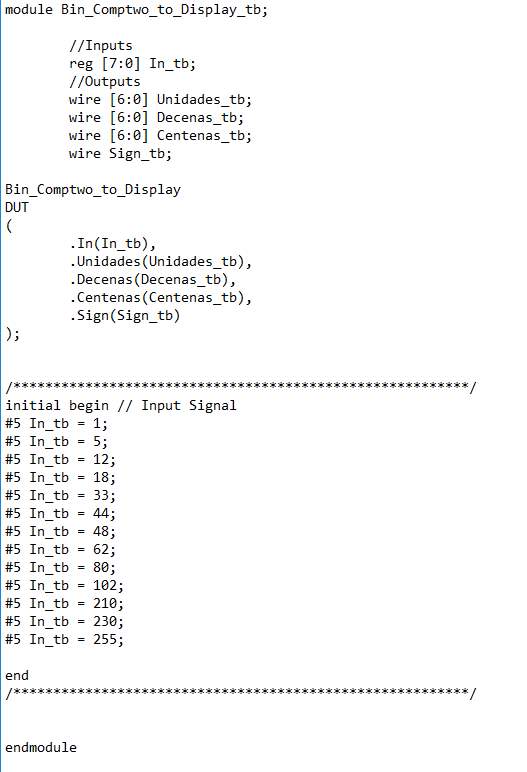 module Bin_Comptwo_to_Display_tb;
//Inputs
reg [7:0] In_tb;
//Outputs
wire [6:0] Unidades_tb;
wire [6:0] Decenas_tb;
wire [6:0] Centenas_tb;
wire Sign_tb;
Bin_Comptwo_to_Display
DUT
(
.In(In_tb),
.Unidades(Unidades_tb),
.Decenas(Decenas_tb),
.Centenas(Centenas_tb),
.Sign(Sign_tb)
);
/*********************************************************/
initial begin // Input Signal
#5 In_tb = 1;
#5 In_tb = 5;
#5 In_tb = 12;
#5 In_tb = 18;
#5 In_tb = 33;
#5 In_tb = 44;
#5 In_tb = 48;
#5 In_tb = 62;
#5 In_tb = 80;
#5 In_tb = 102;
#5 In_tb = 210;
#5 In_tb = 230;
#5 In_tb = 255;
end
/*********************************************************/
endmodule